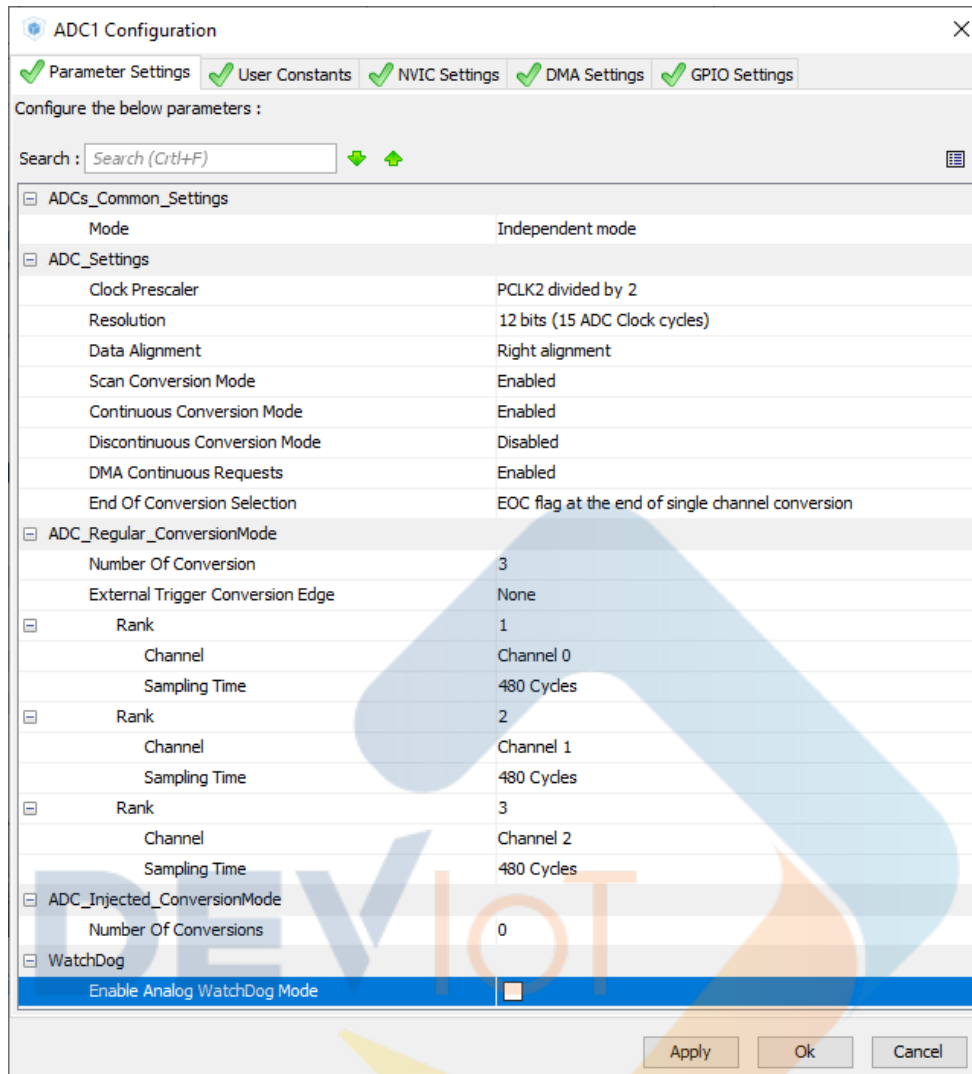 ADC1 Configuration
Parameter Settings User Constants NVIC Settings DMA Settings GPIO Settings
Configure the below parameters :
Search : Search (Crtl+F)
ADCs_Common_Settings
Mode Independent mode
ADC_Settings
Clock Prescaler PCLK2 divided by 2
Resolution 12 bits (15 ADC Clock cycles)
Data Alignment Right alignment
Scan Conversion Mode Enabled
Continuous Conversion Mode Enabled
Discontinuous Conversion Mode Disabled
DMA Continuous Requests Enabled
End Of Conversion Selection EOC flag at the end of single channel conversion
ADC_Regular_ConversionMode
Number Of Conversion 3
External Trigger Conversion Edge None
Rank 1
Channel Channel 0
Sampling Time 480 Cycles
Rank 2
Channel Channel 1
Sampling Time 480 Cycles
Rank 3
Channel Channel 2
Sampling Time 480 Cycles
ADC_Injected_ConversionMode
Number Of Conversions 0
WatchDog
Enable Analog WatchDog Mode
DEVIoT
Apply Ok Cancel